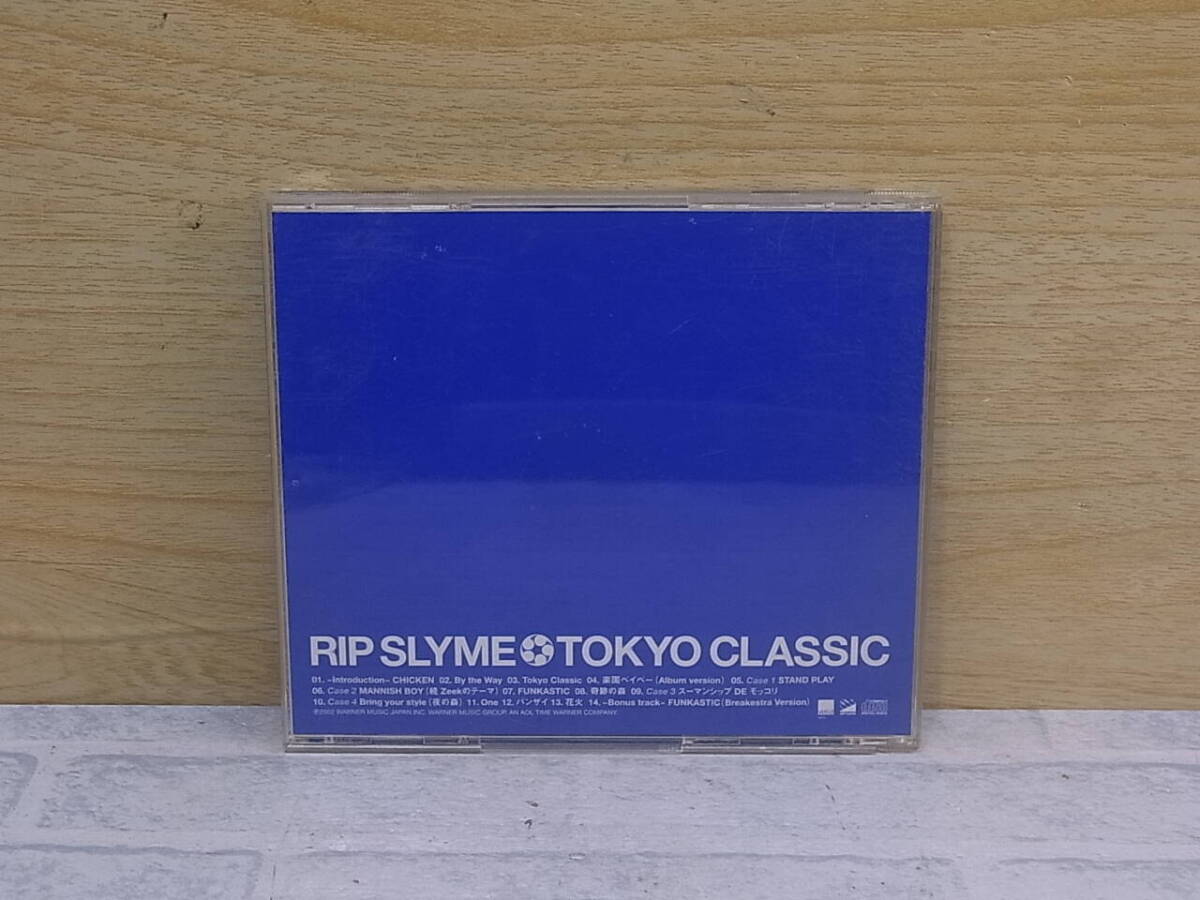 RIP SLYME TOKYO CLASSIC
01. ~Introduction~ CHICKEN 02. By the Way 03. Tokyo Classic 04. 楽園ベイベー (Album version) 05. Case 1 STAND PLAY
06. Case 2 MANNISH BOY (続 Zeekのテーマ) 07. FUNKASTIC 08. 奇跡の森 09. Case 3 スーマンシップ DE モッコリ
10. Case 4 Bring your style (夜の森) 11. One 12. バンザイ 13. 花火 14. ~Bonus track~ FUNKASTIC (Breakestra Version)
℗2002 WARNER MUSIC JAPAN INC. WARNER MUSIC GROUP. AN AOL TIME WARNER COMPANY.